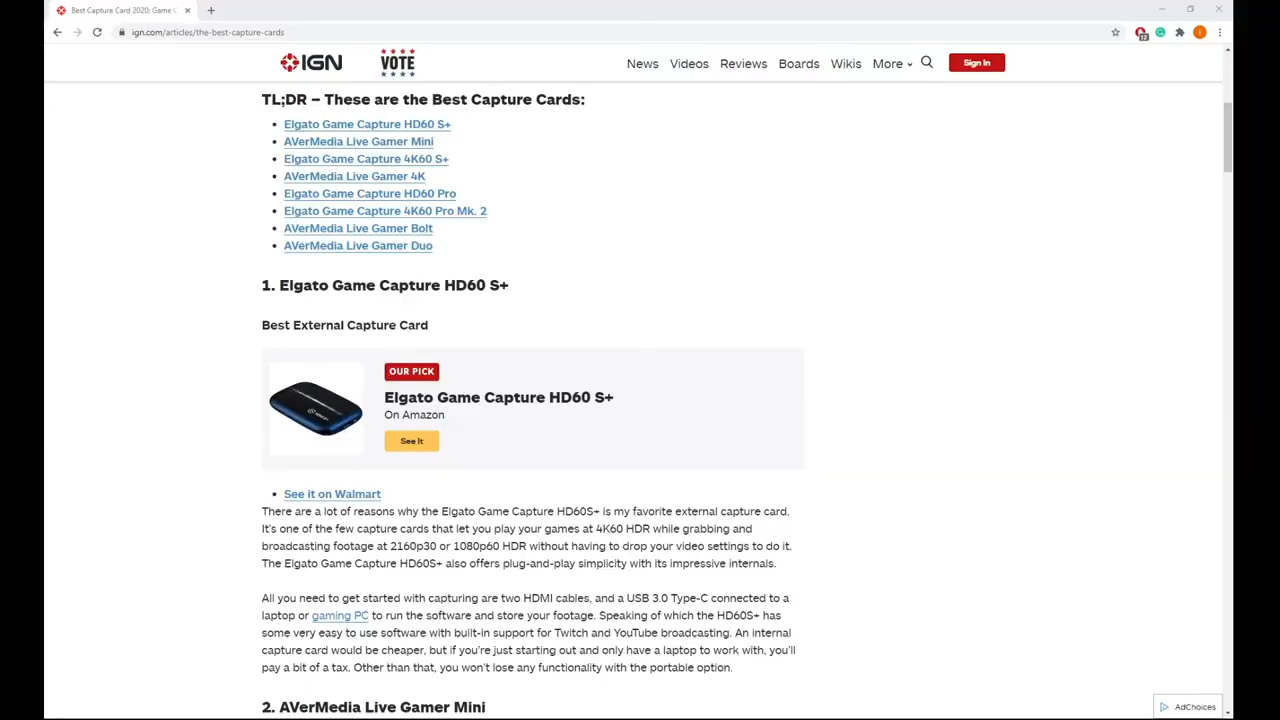 Best Capture Card 2020: Game C
ign.com/articles/the-best-capture-cards
12
IGN
VOTE
News
Videos
Reviews
Boards
Wikis
More
Sign In
TL;DR – These are the Best Capture Cards:
Elgato Game Capture HD60 S+
AVerMedia Live Gamer Mini
Elgato Game Capture 4K60 S+
AVerMedia Live Gamer 4K
Elgato Game Capture HD60 Pro
Elgato Game Capture 4K60 Pro Mk. 2
AVerMedia Live Gamer Bolt
AVerMedia Live Gamer Duo
1. Elgato Game Capture HD60 S+
Best External Capture Card
OUR PICK
Elgato Game Capture HD60 S+
On Amazon
See It
See it on Walmart
There are a lot of reasons why the Elgato Game Capture HD60S+ is my favorite external capture card.
It's one of the few capture cards that let you play your games at 4K60 HDR while grabbing and
broadcasting footage at 2160p30 or 1080p60 HDR without having to drop your video settings to do it.
The Elgato Game Capture HD60S+ also offers plug-and-play simplicity with its impressive internals.
All you need to get started with capturing are two HDMI cables, and a USB 3.0 Type-C connected to a
laptop or gaming PC to run the software and store your footage. Speaking of which the HD60S+ has
some very easy to use software with built-in support for Twitch and YouTube broadcasting. An internal
capture card would be cheaper, but if you're just starting out and only have a laptop to work with, you'll
pay a bit of a tax. Other than that, you won't lose any functionality with the portable option.
2. AVerMedia Live Gamer Mini
AdChoices